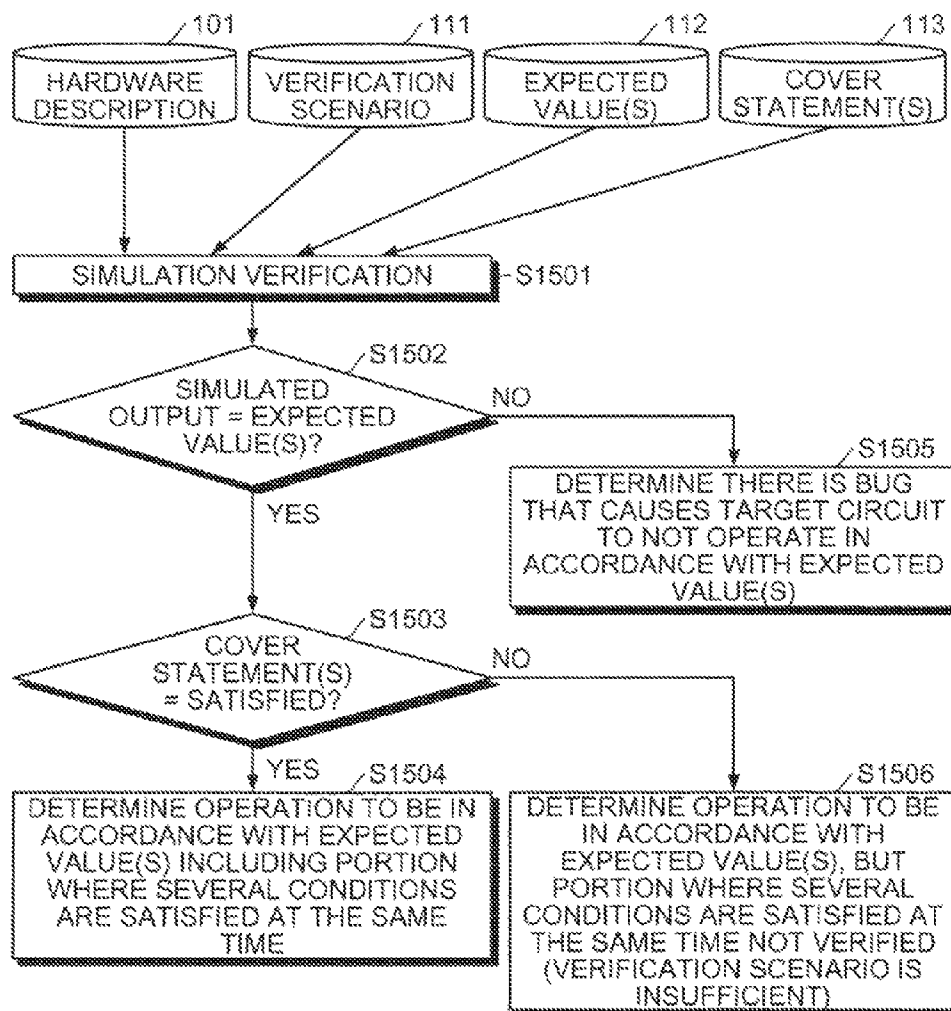 101
111
112
113
HARDWARE
DESCRIPTION
VERIFICATION
SCENARIO
EXPECTED
VALUE(S)
COVER
STATEMENT(S)
SIMULATION VERIFICATION
S1501
S1502
SIMULATED
OUTPUT = EXPECTED
VALUE(S)?
NO
YES
S1505
DETERMINE THERE IS BUG
THAT CAUSES TARGET CIRCUIT
TO NOT OPERATE IN
ACCORDANCE WITH EXPECTED
VALUE(S)
S1503
COVER
STATEMENT(S)
= SATISFIED?
NO
YES
S1504
DETERMINE OPERATION TO BE IN
ACCORDANCE WITH EXPECTED
VALUE(S) INCLUDING PORTION
WHERE SEVERAL CONDITIONS
ARE SATISFIED AT THE SAME
TIME
S1506
DETERMINE OPERATION TO BE
IN ACCORDANCE WITH
EXPECTED VALUE(S), BUT
PORTION WHERE SEVERAL
CONDITIONS ARE SATISFIED AT
THE SAME TIME NOT VERIFIED
(VERIFICATION SCENARIO IS
INSUFFICIENT)